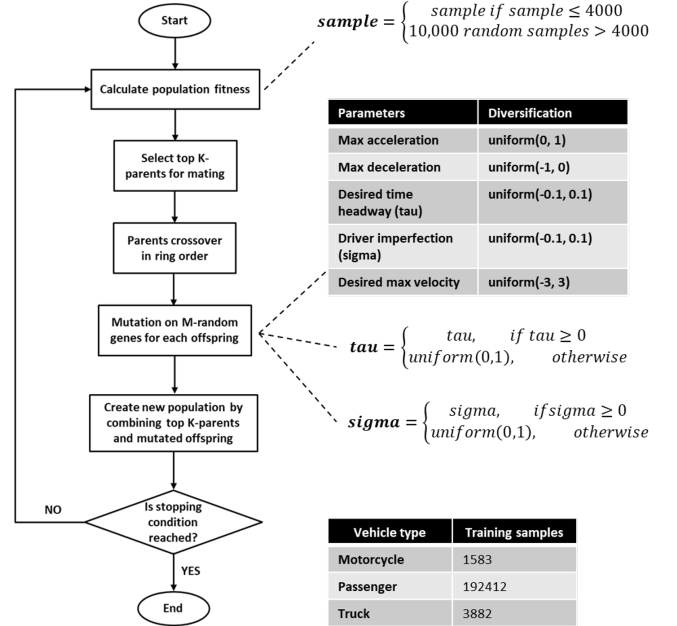 Start
sample = { sample if sample ≤ 4000
10,000 random samples > 4000
Calculate population fitness
Select top K-
parents for mating
Parents crossover
in ring order
Mutation on M-random
genes for each offspring
Create new population by
combining top K-parents
and mutated offspring
Is stopping
condition
reached?
NO
YES
End
Parameters Diversification
Max acceleration uniform(0, 1)
Max deceleration uniform(-1, 0)
Desired time uniform(-0.1, 0.1)
headway (tau)
Driver imperfection uniform(-0.1, 0.1)
(sigma)
Desired max velocity uniform(-3, 3)
tau = { tau, if tau ≥ 0
uniform(0,1), otherwise
sigma = { sigma, if sigma ≥ 0
uniform(0,1), otherwise
Vehicle type Training samples
Motorcycle 1583
Passenger 192412
Truck 3882